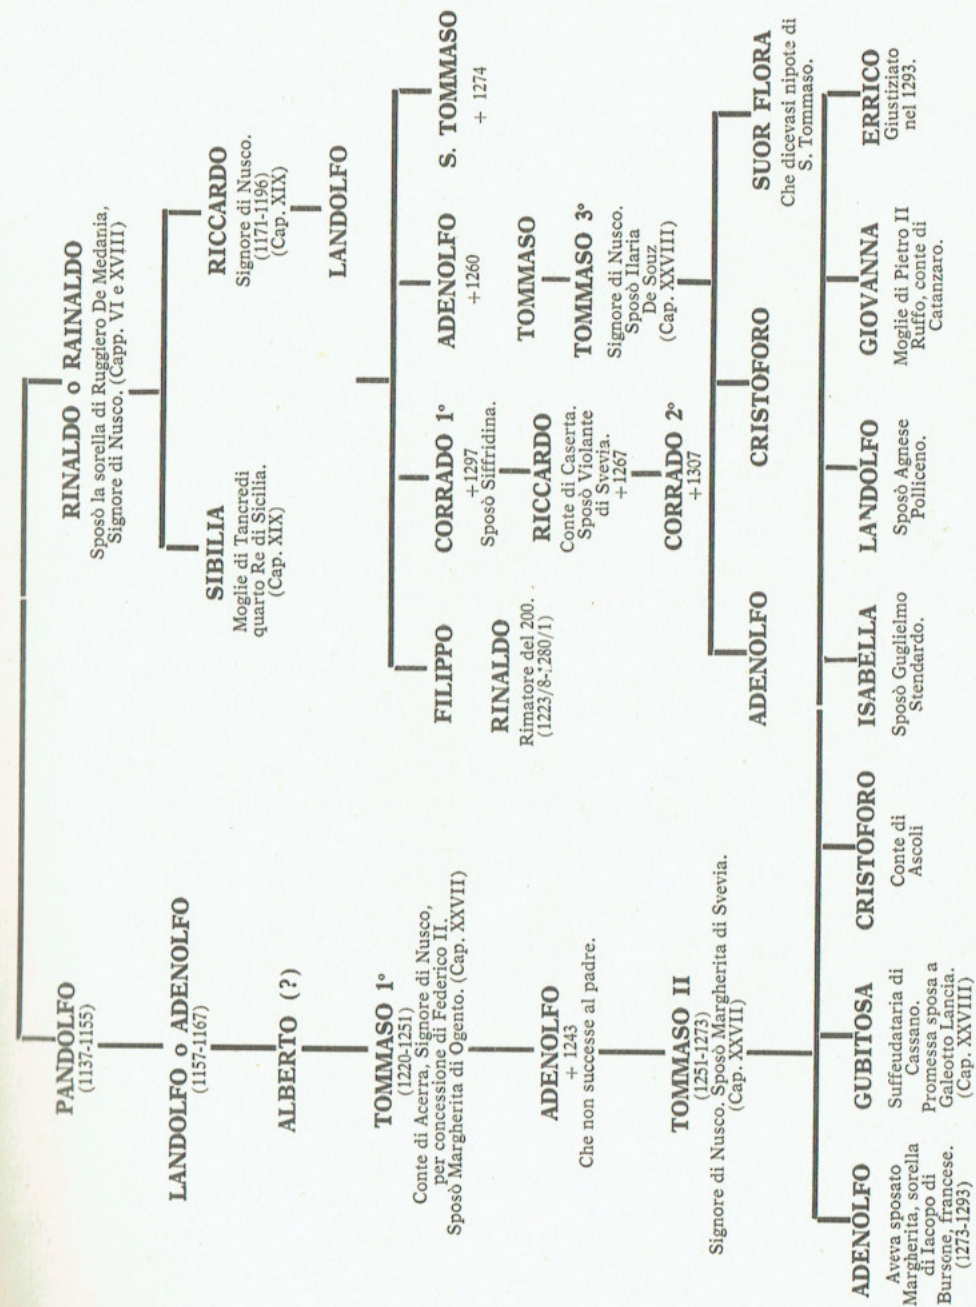 PANDOLFO
(1137-1155)
RINALDO o RAINALDO
Sposò la sorella di Ruggiero De Medania,
Signore di Nusco. (Capp. VI e XVIII)
LANDOLFO o ADENOLFO
(1157-1167)
SIBILIA
Moglie di Tancredi
quarto Re di Sicilia.
(Cap. XIX)
RICCARDO
Signore di Nusco.
(1171-1196)
(Cap. XIX)
ALBERTO (?)
LANDOLFO
TOMMASO 1º
(1220-1251)
Conte di Acerra, Signore di Nusco,
per concessione di Federico II.
Sposò Margherita di Ogento. (Cap. XXVII)
FILIPPO
CORRADO 1º
+1297
Sposò Siffridina.
ADENOLFO
+1260
S. TOMMASO
+ 1274
RINALDO
Rimatore del 200.
(1223/8-1280/1)
RICCARDO
Conte di Caserta.
Sposò Violante
di Svevia.
+1267
TOMMASO
ADENOLFO
+ 1243
Che non successe al padre.
TOMMASO 3º
Signore di Nusco.
Sposò Ilaria
De Souz
(Cap. XXVIII)
CORRADO 2º
+1307
TOMMASO II
(1251-1273)
Signore di Nusco. Sposò Margherita di Svevia.
(Cap. XXVII)
ADENOLFO
CRISTOFORO
SUOR FLORA
Che dicevasi nipote di
S. Tommaso.
ADENOLFO
Aveva sposato
Margherita, sorella
di Iacopo di
Bursone, francese.
(1273-1293)
GUBITOSA
Suffeudataria di
Cassano.
Promessa sposa a
Galeotto Lancia.
(Cap. XXVIII)
CRISTOFORO
Conte di
Ascoli
ISABELLA
Sposò Guglielmo
Stendardo.
LANDOLFO
Sposò Agnese
Polliceno.
GIOVANNA
Moglie di Pietro II
Ruffo, conte di
Catanzaro.
ERRICO
Giustiziato
nel 1293.